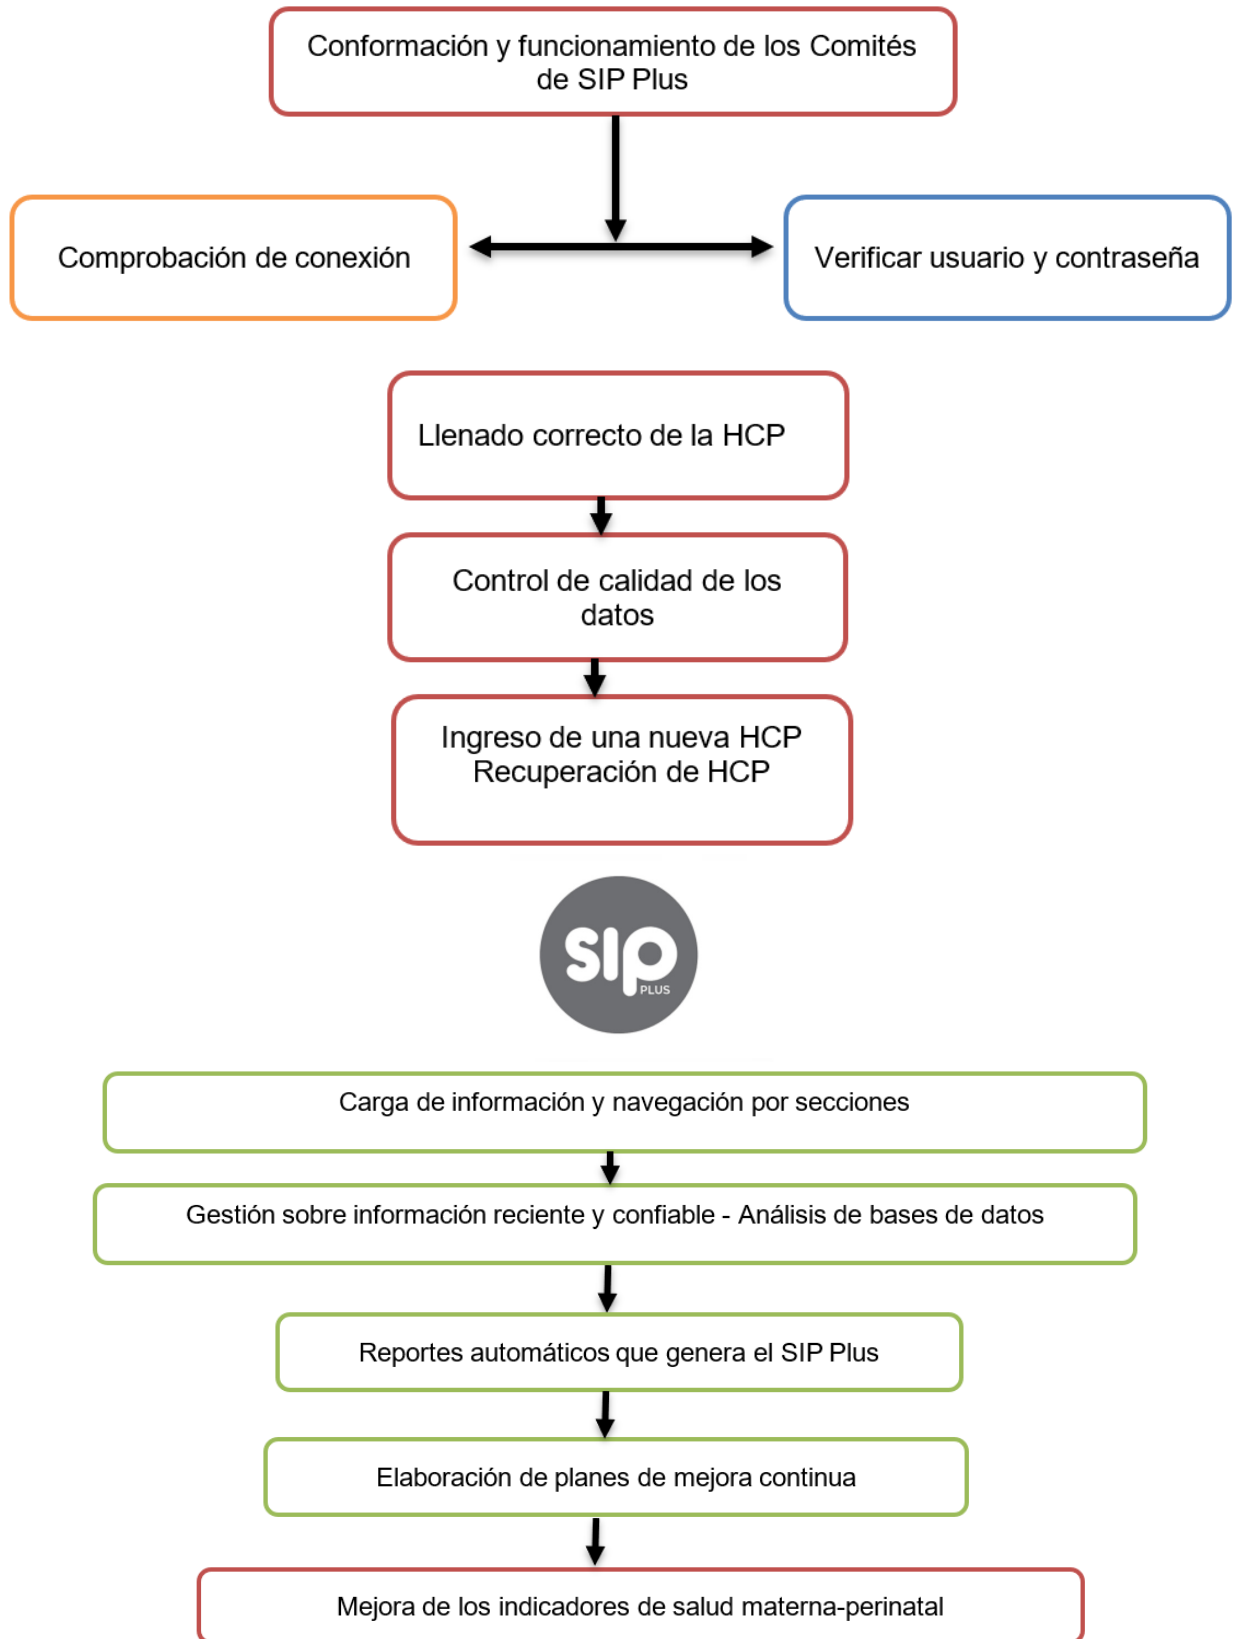 Conformación y funcionamiento de los Comités
de SIP Plus
Comprobación de conexión
Verificar usuario y contraseña
Llenado correcto de la HCP
Control de calidad de los
datos
Ingreso de una nueva HCP
Recuperación de HCP
sip
PLUS
Carga de información y navegación por secciones
Gestión sobre información reciente y confiable - Análisis de bases de datos
Reportes automáticos que genera el SIP Plus
Elaboración de planes de mejora continua
Mejora de los indicadores de salud materna-perinatal